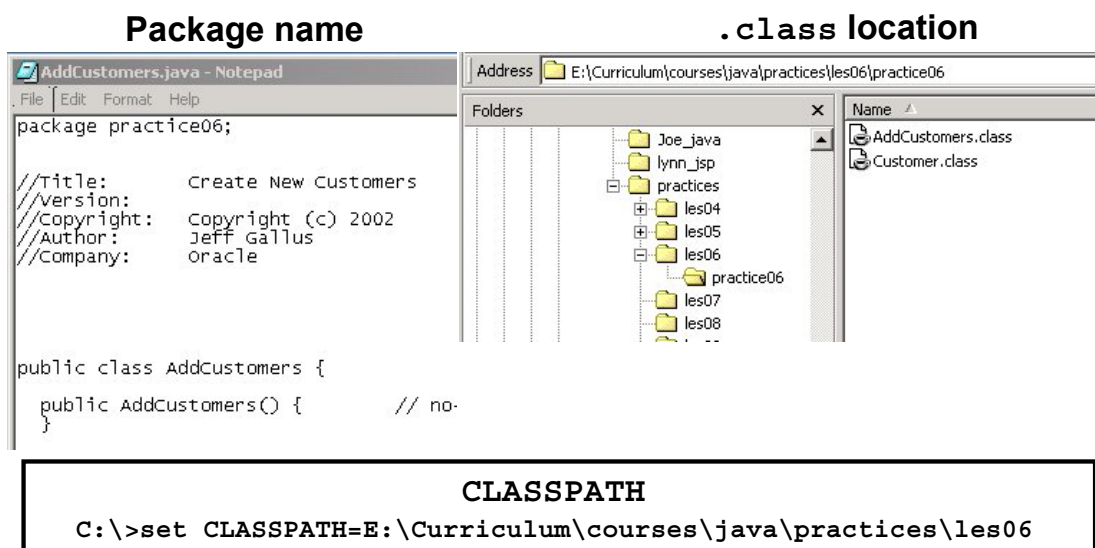 Package name
.class location
AddCustomers.java - Notepad
File Edit Format Help
package practice06;
//Title: Create New Customers
//Version:
//Copyright: Copyright (c) 2002
//Author: Jeff Gallus
//Company: Oracle
public class AddCustomers {
public AddCustomers() { // no-
}
Address E:\Curriculum\courses\java\practices\les06\practice06
Folders x
Joe_java
lynn_jsp
practices
les04
les05
les06
practice06
les07
les08
Name
AddCustomers.class
Customer.class
CLASSPATH
C:\>set CLASSPATH=E:\Curriculum\courses\java\practices\les06